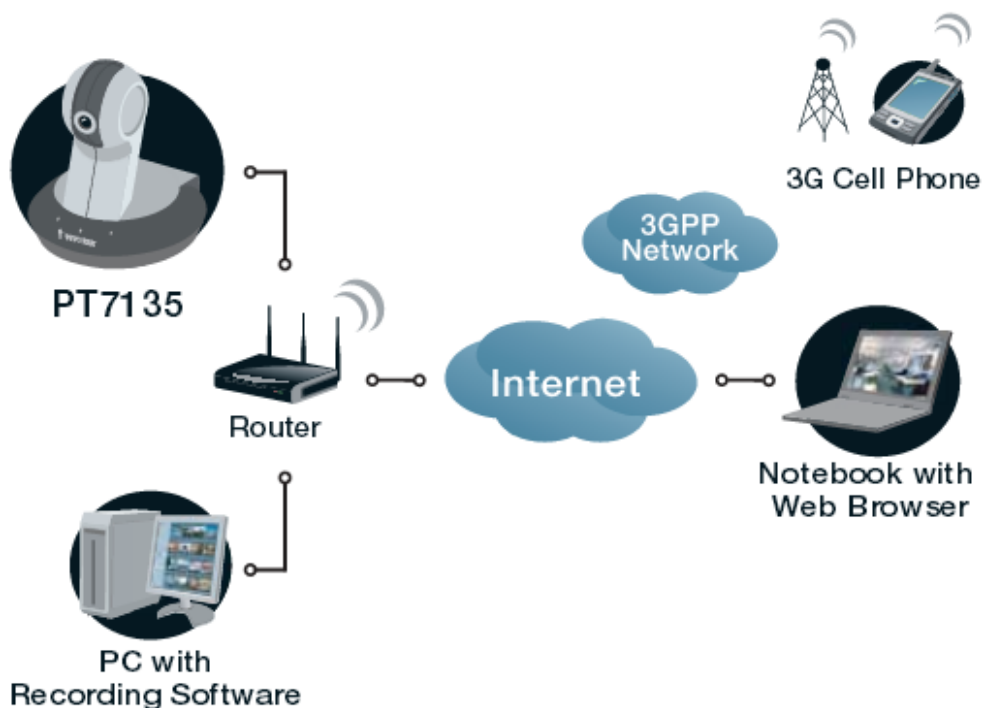 3G Cell Phone
3GPP
Network
PT7135
Internet
Router
Notebook with
Web Browser
PC with
Recording Software